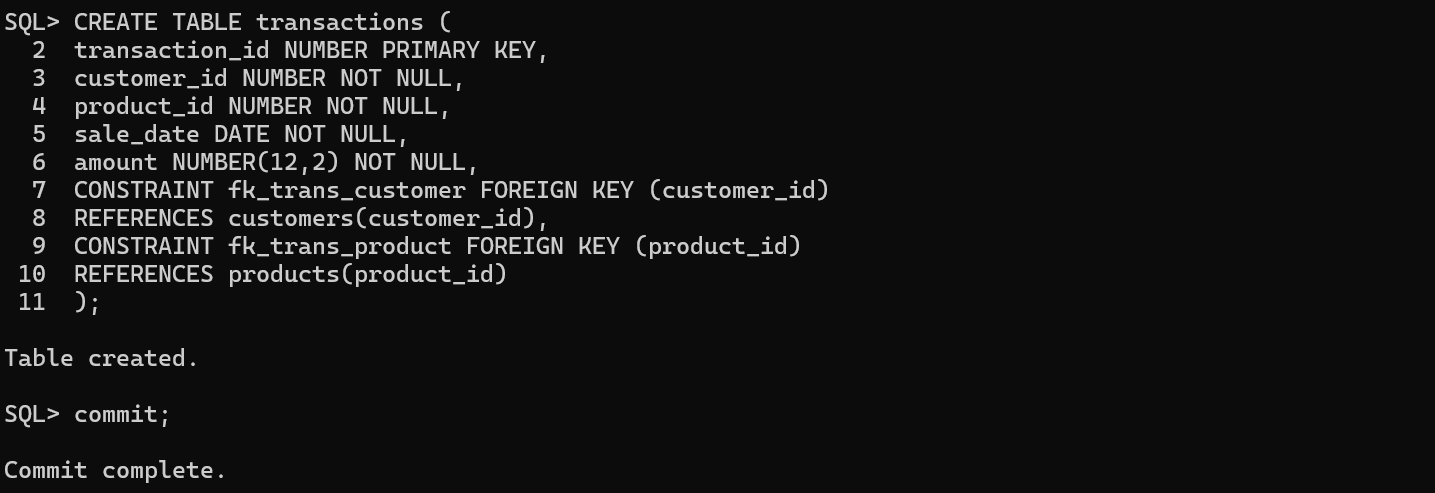 SQL> CREATE TABLE transactions (
  2  transaction_id NUMBER PRIMARY KEY,
  3  customer_id NUMBER NOT NULL,
  4  product_id NUMBER NOT NULL,
  5  sale_date DATE NOT NULL,
  6  amount NUMBER(12,2) NOT NULL,
  7  CONSTRAINT fk_trans_customer FOREIGN KEY (customer_id)
  8  REFERENCES customers(customer_id),
  9  CONSTRAINT fk_trans_product FOREIGN KEY (product_id)
 10  REFERENCES products(product_id)
 11  );
Table created.
SQL> commit;
Commit complete.